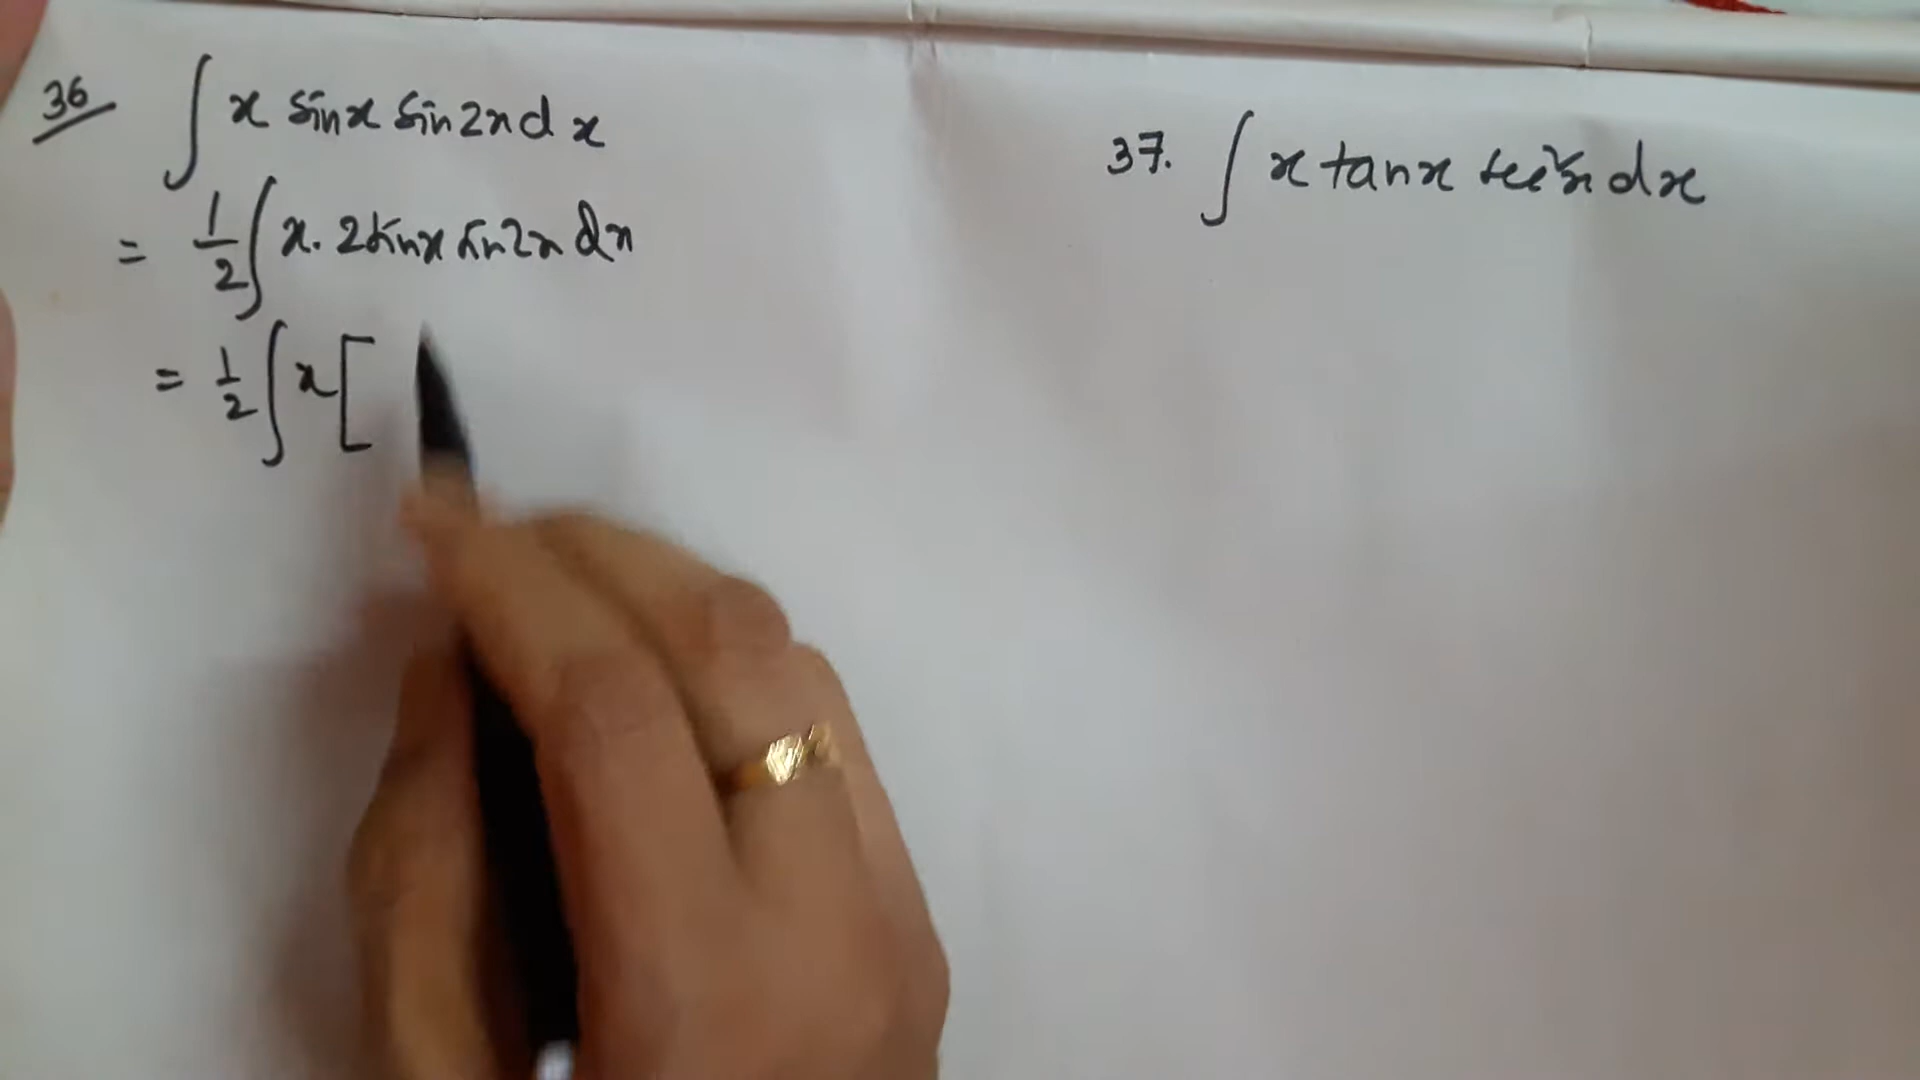 36 ∫ x sinx sin2x dx
= 1/2 ∫ x. 2sinx sin2x dx
= 1/2 ∫ x [
37. ∫ x tanx sec²x dx